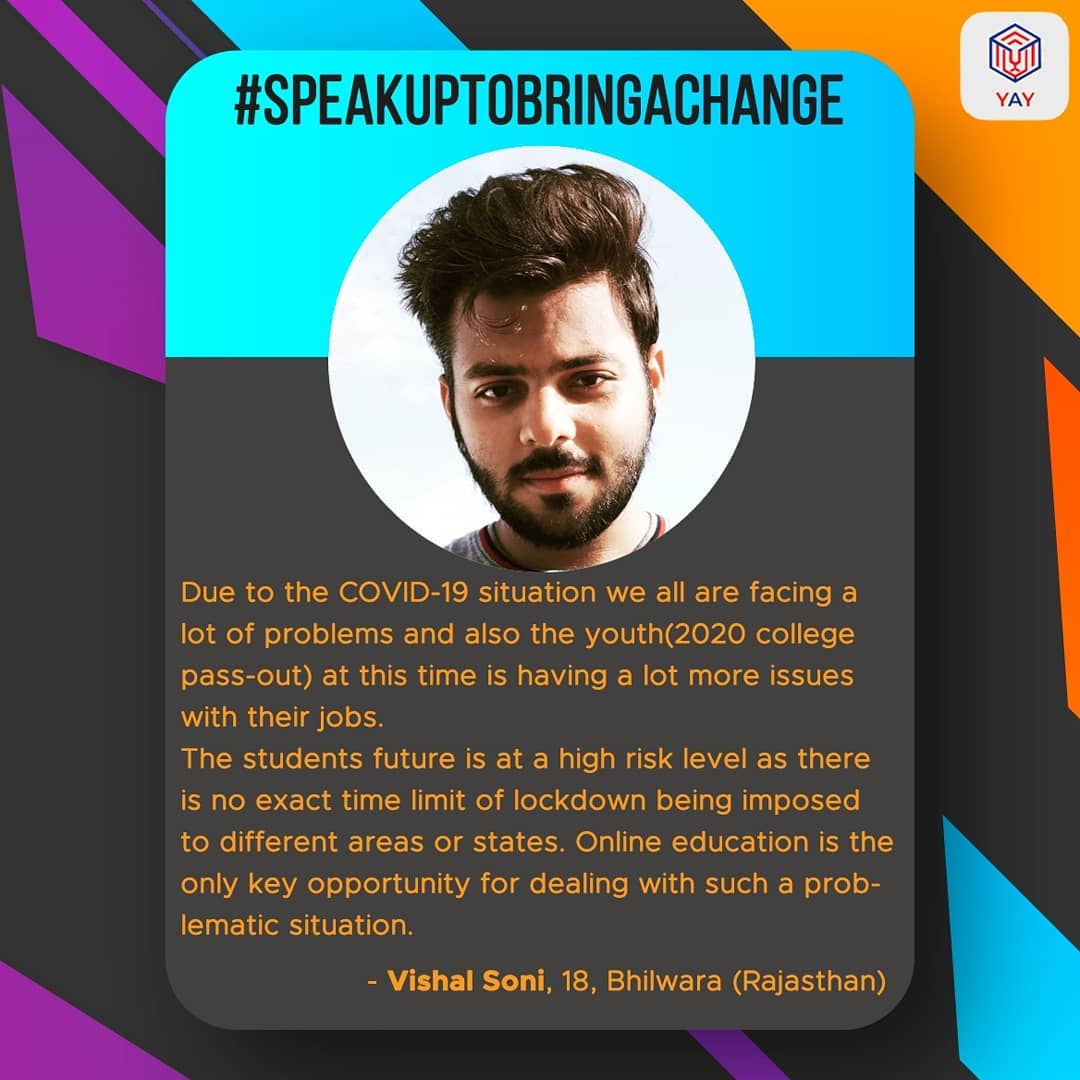 #SPEAKUPTOBRINGACHANGE
YAY
Due to the COVID-19 situation we all are facing a
lot of problems and also the youth(2020 college
pass-out) at this time is having a lot more issues
with their jobs.
The students future is at a high risk level as there
is no exact time limit of lockdown being imposed
to different areas or states. Online education is the
only key opportunity for dealing with such a prob-
lematic situation.
- Vishal Soni, 18, Bhilwara (Rajasthan)